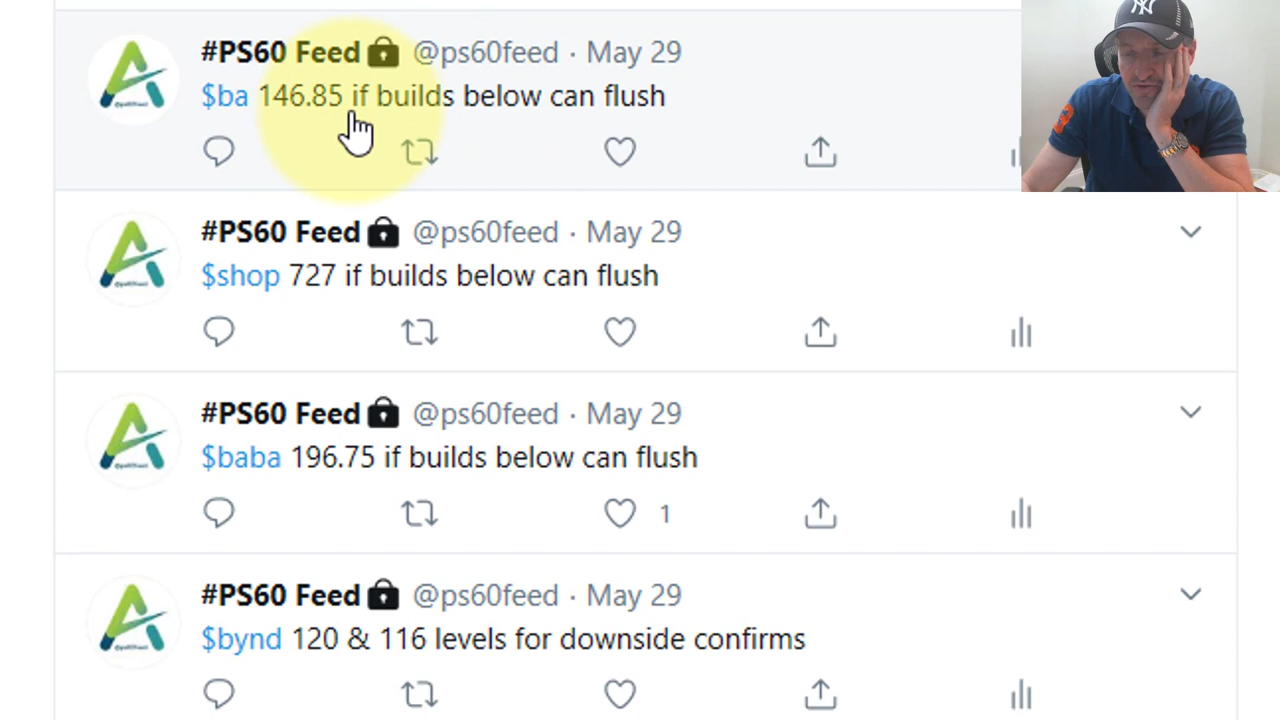 #PS60 Feed @ps60feed · May 29
$ba 146.85 if builds below can flush
#PS60 Feed @ps60feed · May 29
$shop 727 if builds below can flush
#PS60 Feed @ps60feed · May 29
$baba 196.75 if builds below can flush
1
#PS60 Feed @ps60feed · May 29
$bynd 120 & 116 levels for downside confirms